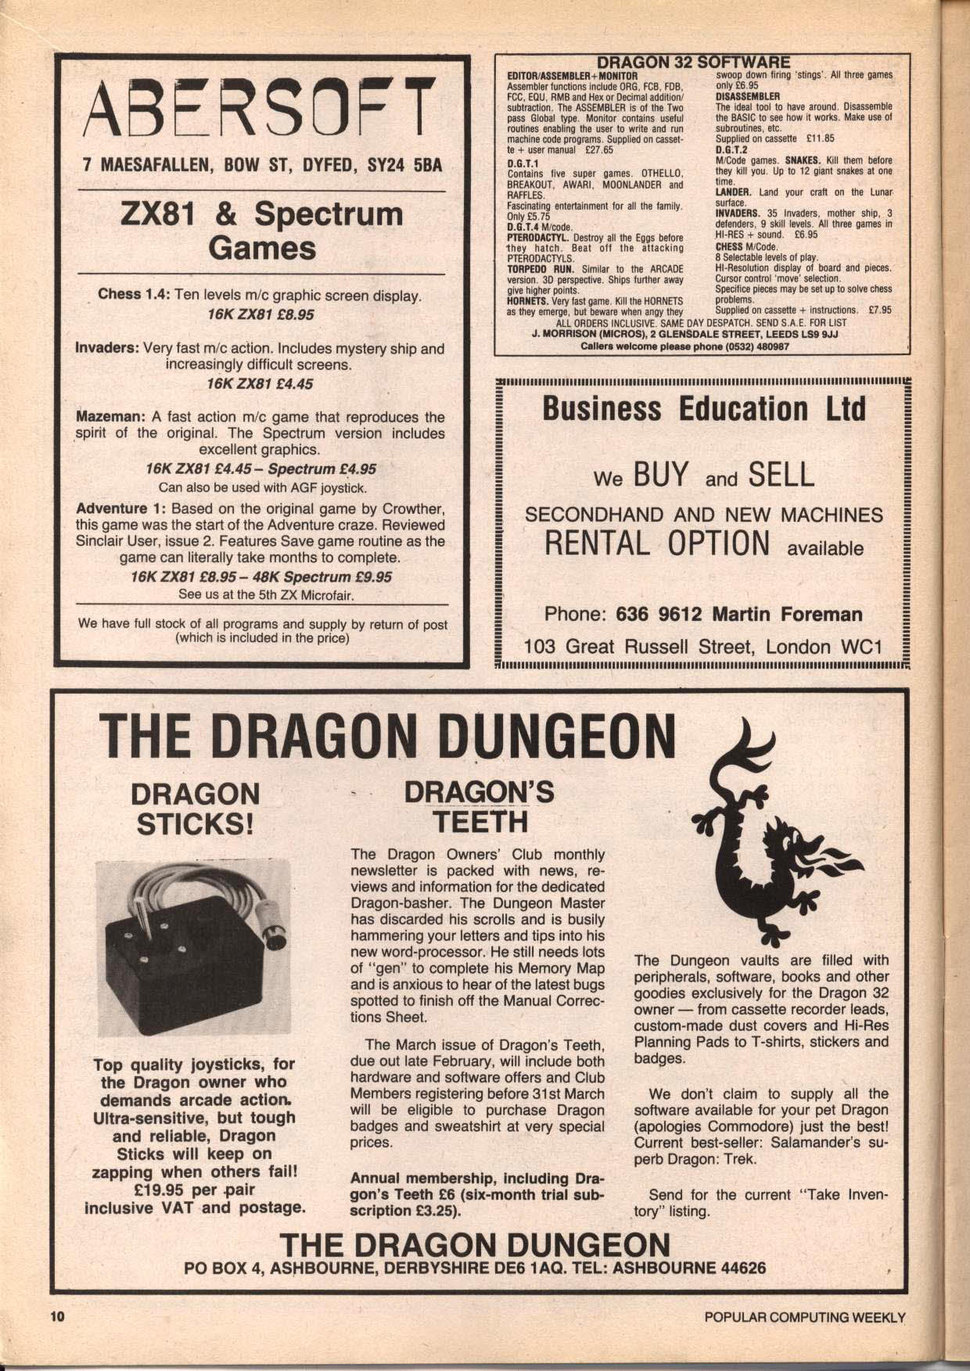 ABERSOFT
7 MAESAFALLEN, BOW ST, DYFED, SY24 5BA
ZX81 & Spectrum
Games
Chess 1.4: Ten levels m/c graphic screen display.
16K ZX81 £8.95
Invaders: Very fast m/c action. Includes mystery ship and
increasingly difficult screens.
16K ZX81 £4.45
Mazeman: A fast action m/c game that reproduces the
spirit of the original. The Spectrum version includes
excellent graphics.
16K ZX81 £4.45 – Spectrum £4.95
Can also be used with AGF joystick.
Adventure 1: Based on the original game by Crowther,
this game was the start of the Adventure craze. Reviewed
Sinclair User, issue 2. Features Save game routine as the
game can literally take months to complete.
16K ZX81 £8.95 – 48K Spectrum £9.95
See us at the 5th ZX Microfair.
We have full stock of all programs and supply by return of post
(which is included in the price)
DRAGON 32 SOFTWARE
EDITOR/ASSEMBLER+MONITOR
Assembler functions include ORG, FCB, FDB,
FCC, EQU, RMB and Hex or Decimal addition/
subtraction. The ASSEMBLER is of the Two
pass Global type. Monitor contains useful
routines enabling the user to write and run
machine code programs. Supplied on casset-
te + user manual £27.65
D.G.T.1
Contains five super games. OTHELLO,
BREAKOUT, AWARI, MOONLANDER and
RAFFLES.
Fascinating entertainment for all the family.
Only £5.75
D.G.T.4 M/code.
PTERODACTYL. Destroy all the Eggs before
they hatch. Beat off the attacking
PTERODACTYLS.
TORPEDO RUN. Similar to the ARCADE
version. 3D perspective. Ships further away
give higher points.
HORNETS. Very fast game. Kill the HORNETS
as they emerge, but beware when angry they
swoop down firing 'stings'. All three games
only £6.95
DISASSEMBLER
The ideal tool to have around. Disassemble
the BASIC to see how it works. Make use of
subroutines, etc.
Supplied on cassette £11.85
D.G.T.2
M/Code games. SNAKES. Kill them before
they kill you. Up to 12 giant snakes at one
time.
LANDER. Land your craft on the Lunar
surface.
INVADERS. 35 Invaders, mother ship, 3
defenders, 9 skill levels. All three games in
HI-RES + sound. £6.95
CHESS M/Code.
8 Selectable levels of play.
HI-Resolution display of board and pieces.
Cursor control 'move' selection.
Specifice pieces may be set up to solve chess
problems.
Supplied on cassette + instructions. £7.95
ALL ORDERS INCLUSIVE. SAME DAY DESPATCH. SEND S.A.E. FOR LIST
J. MORRISON (MICROS), 2 GLENSDALE STREET, LEEDS LS9 9JJ
Callers welcome please phone (0532) 480987
Business Education Ltd
We BUY and SELL
SECONDHAND AND NEW MACHINES
RENTAL OPTION available
Phone: 636 9612 Martin Foreman
103 Great Russell Street, London WC1
THE DRAGON DUNGEON
DRAGON
STICKS!
Top quality joysticks, for
the Dragon owner who
demands arcade action.
Ultra-sensitive, but tough
and reliable, Dragon
Sticks will keep on
zapping when others fail!
£19.95 per pair
inclusive VAT and postage.
DRAGON'S
TEETH
The Dragon Owners' Club monthly
newsletter is packed with news, re-
views and information for the dedicated
Dragon-basher. The Dungeon Master
has discarded his scrolls and is busily
hammering your letters and tips into his
new word-processor. He still needs lots
of "gen" to complete his Memory Map
and is anxious to hear of the latest bugs
spotted to finish off the Manual Correc-
tions Sheet.
The March issue of Dragon's Teeth,
due out late February, will include both
hardware and software offers and Club
Members registering before 31st March
will be eligible to purchase Dragon
badges and sweatshirt at very special
prices.
Annual membership, including Dra-
gon's Teeth £6 (six-month trial sub-
scription £3.25).
The Dungeon vaults are filled with
peripherals, software, books and other
goodies exclusively for the Dragon 32
owner — from cassette recorder leads,
custom-made dust covers and Hi-Res
Planning Pads to T-shirts, stickers and
badges.
We don't claim to supply all the
software available for your pet Dragon
(apologies Commodore) just the best!
Current best-seller: Salamander's su-
perb Dragon: Trek.
Send for the current "Take Inven-
tory" listing.
THE DRAGON DUNGEON
PO BOX 4, ASHBOURNE, DERBYSHIRE DE6 1AQ. TEL: ASHBOURNE 44626
10
POPULAR COMPUTING WEEKLY